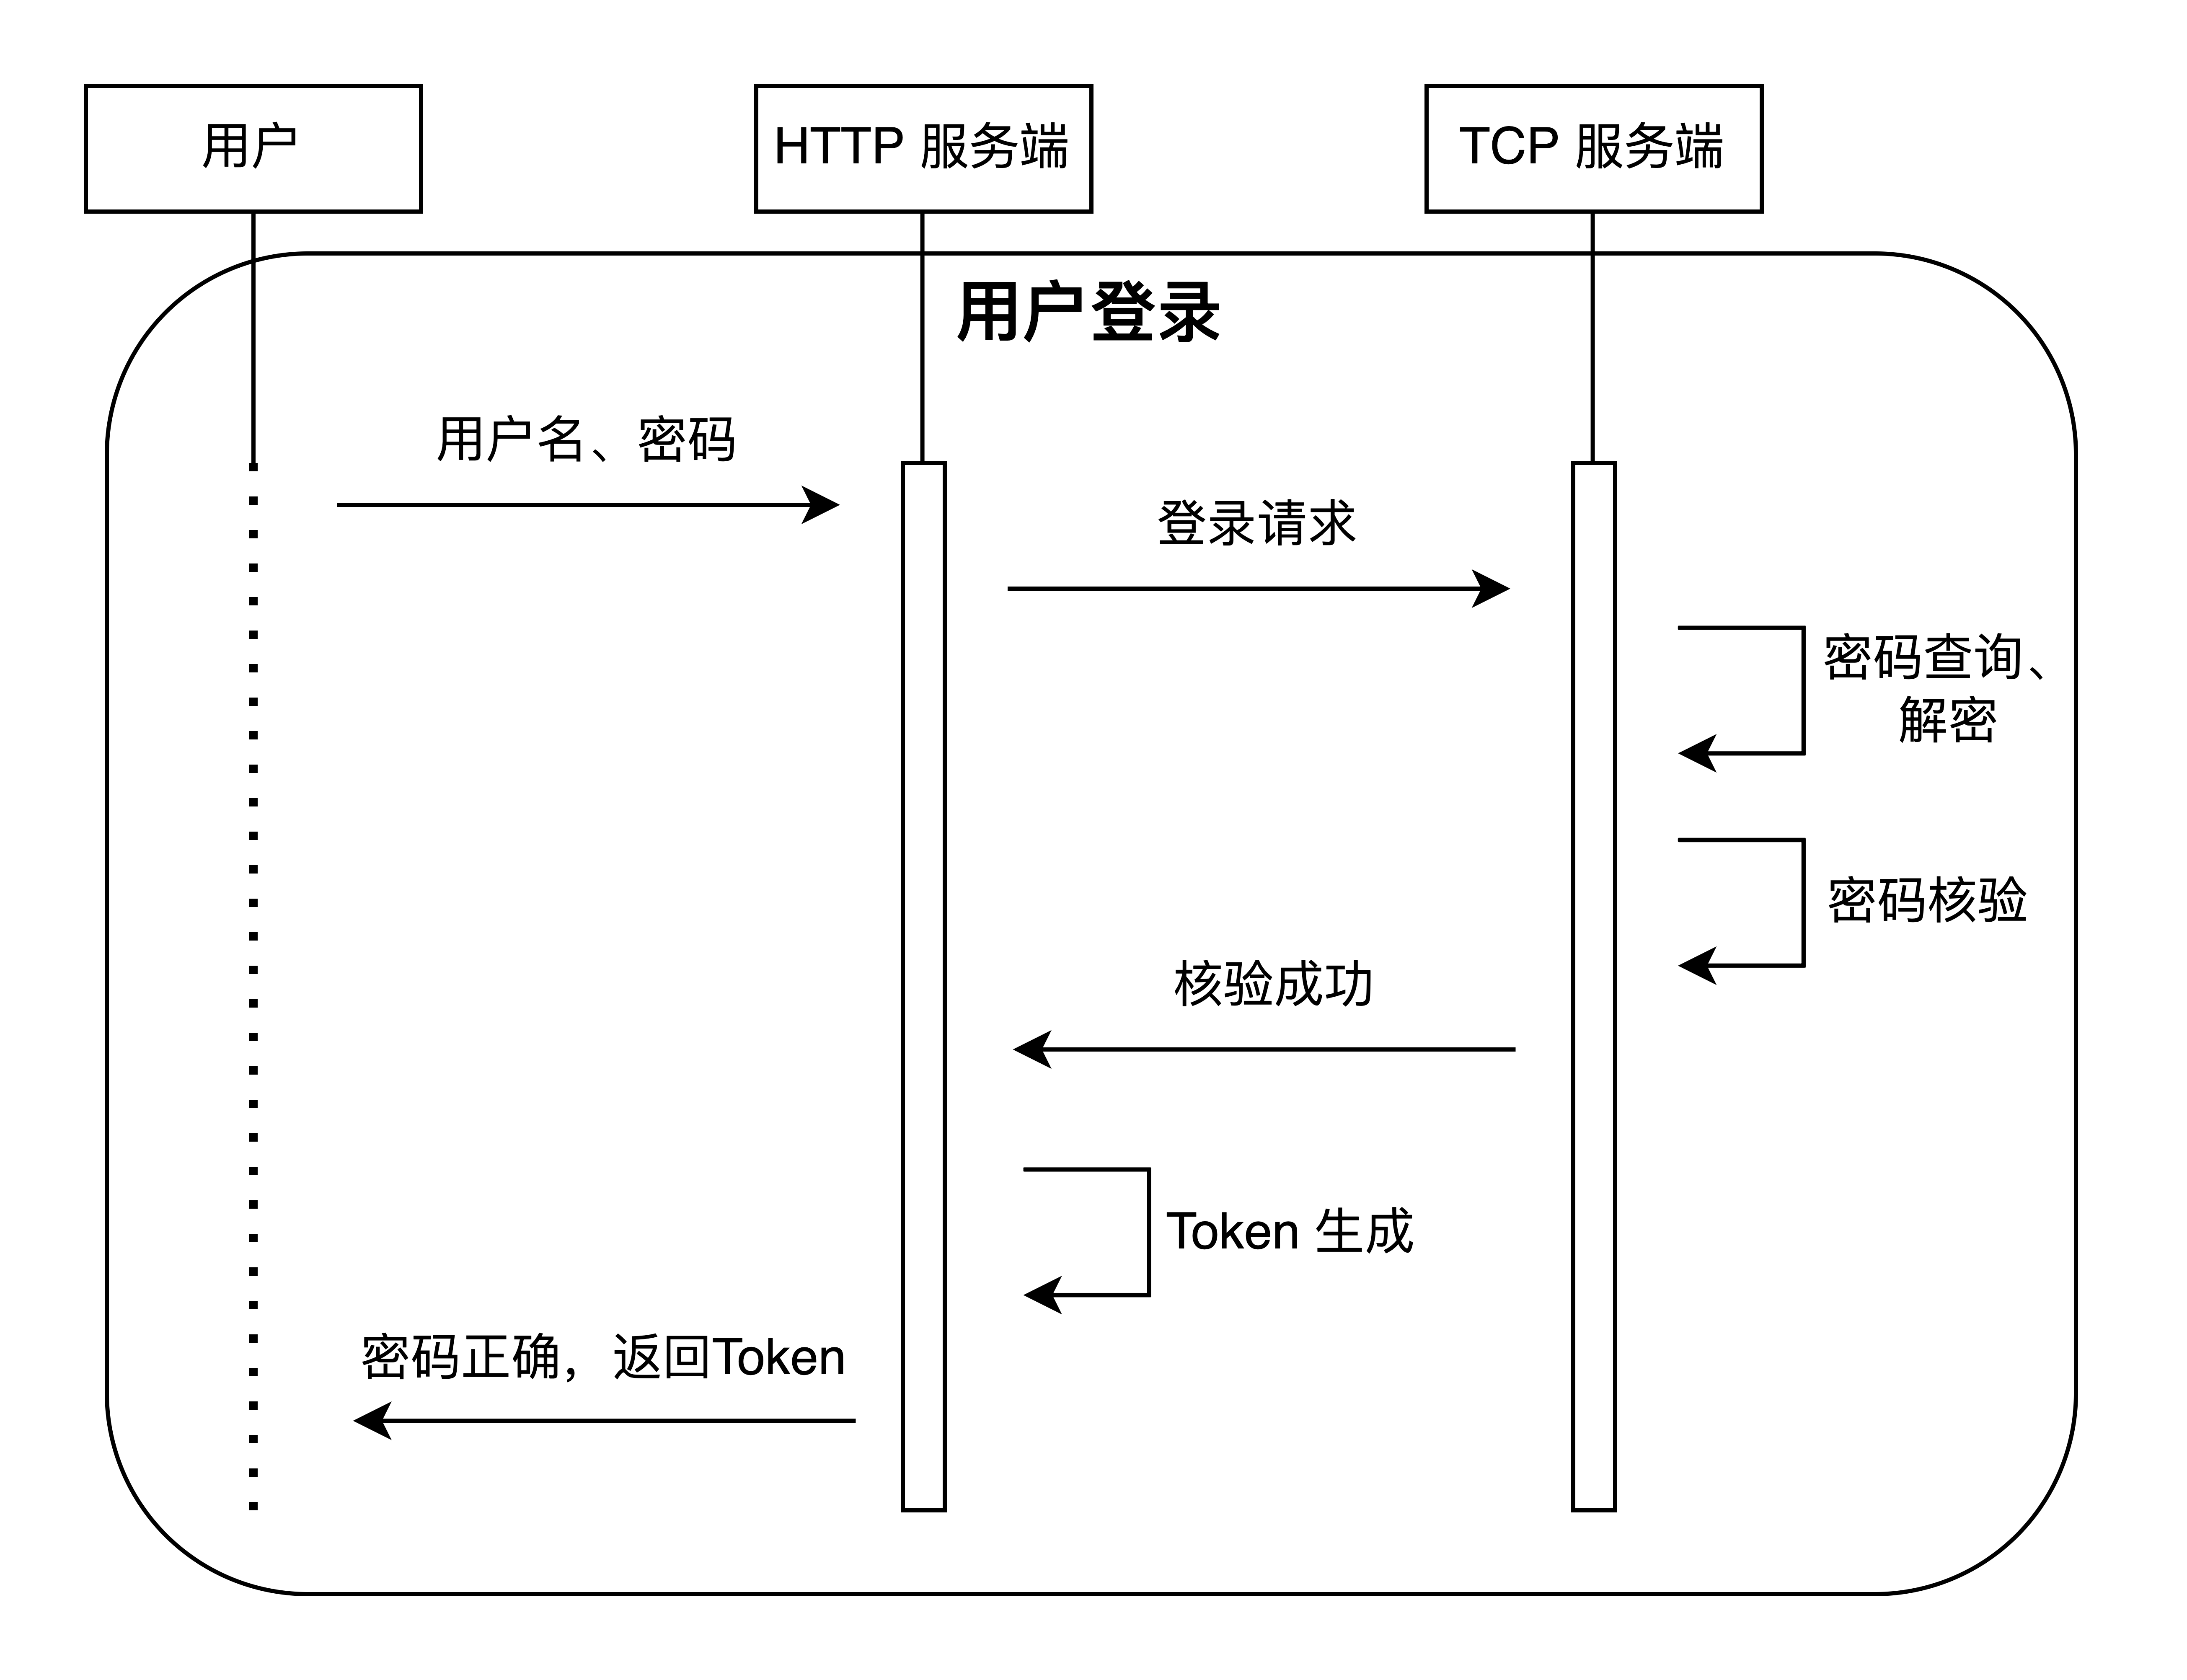 用户
HTTP 服务端
TCP 服务端
用户登录
用户名、密码
登录请求
密码查询、
解密
密码核验
核验成功
Token 生成
密码正确，返回Token